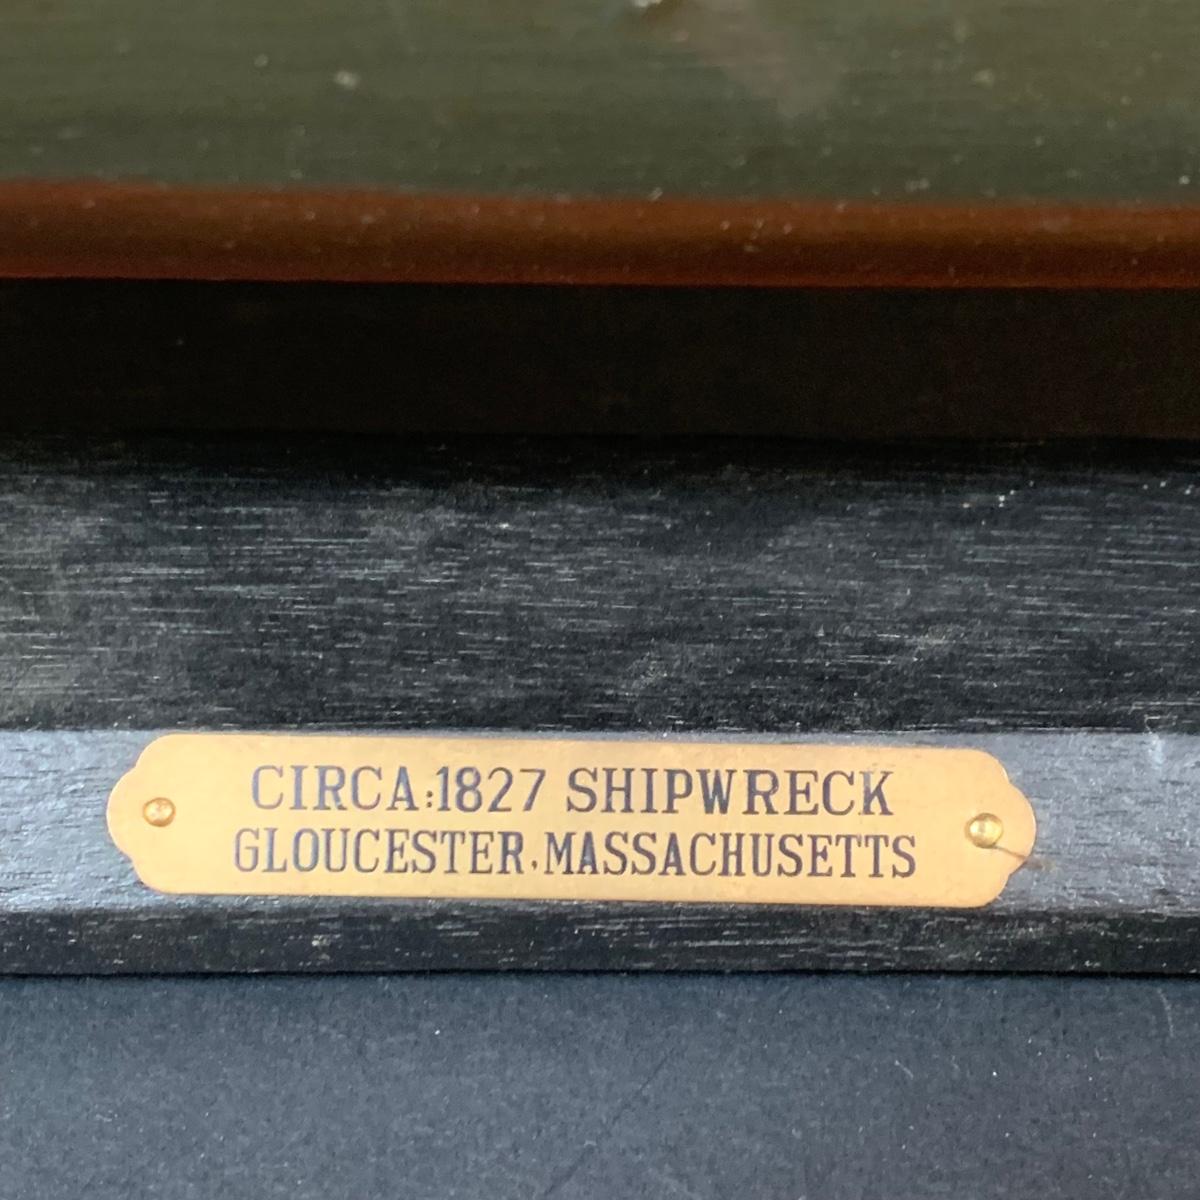 CIRCA:1827 SHIPWRECK
GLOUCESTER, MASSACHUSETTS